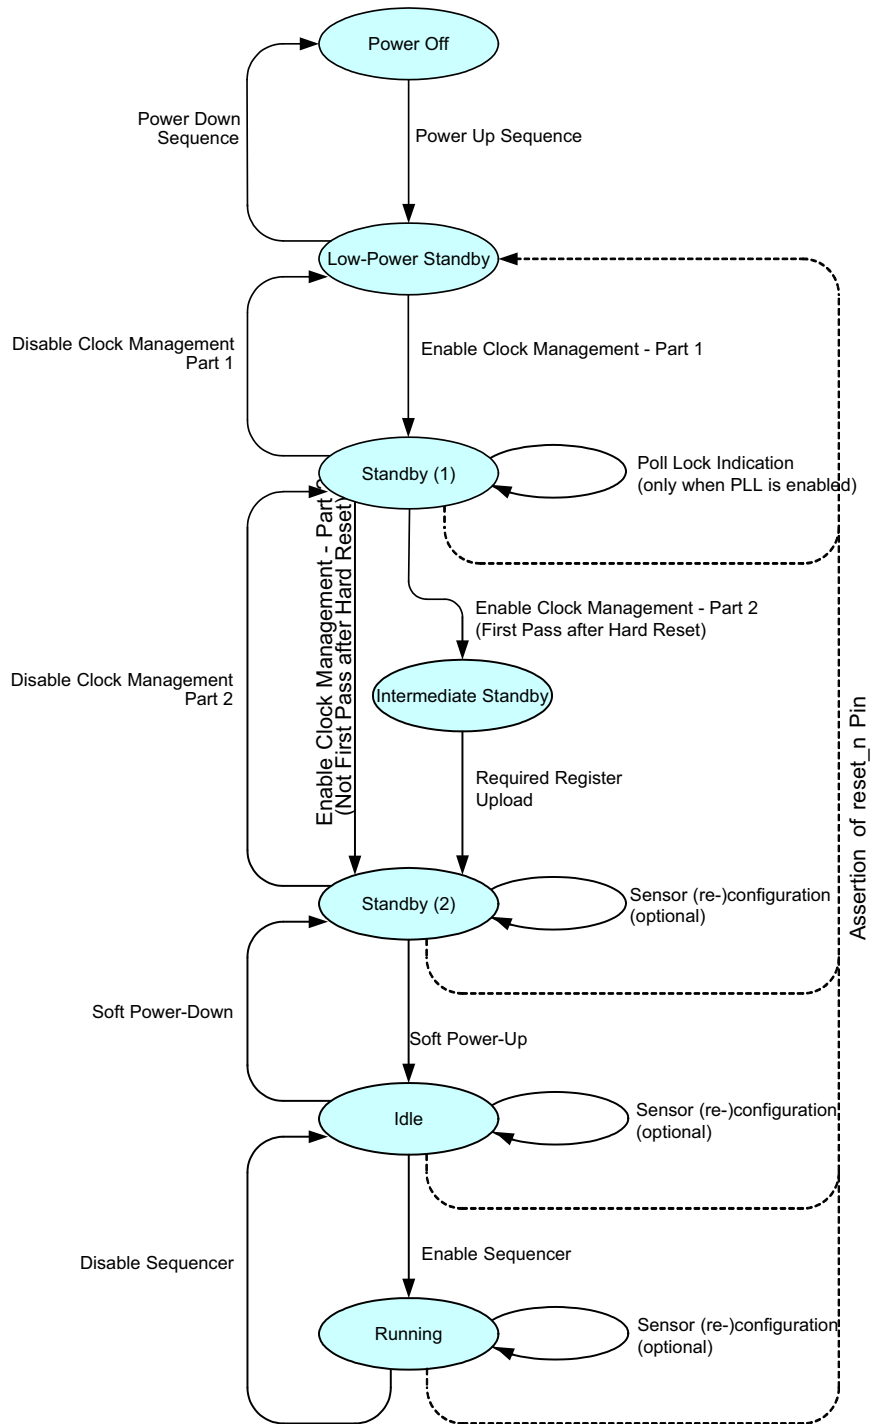 Power Off
Power Down
Sequence
Power Up Sequence
Low-Power Standby
Disable Clock Management
Part 1
Enable Clock Management - Part 1
Standby (1)
Poll Lock Indication
(only when PLL is enabled)
Enable Clock Management - Part
(Not First Pass after Hard Reset)
Enable Clock Management - Part 2
(First Pass after Hard Reset)
Disable Clock Management
Part 2
Intermediate Standby
Assertion of reset_n Pin
Required Register
Upload
Standby (2)
Sensor (re-)configuration
(optional)
Soft Power-Down
Soft Power-Up
Idle
Sensor (re-)configuration
(optional)
Disable Sequencer
Enable Sequencer
Running
Sensor (re-)configuration
(optional)